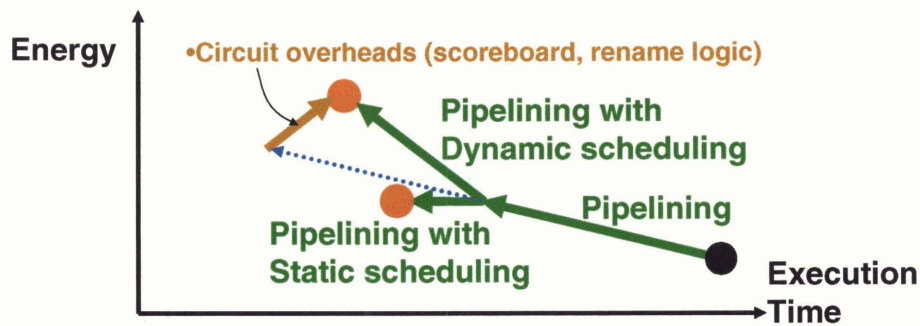 Energy
•Circuit overheads (scoreboard, rename logic)
Pipelining with
Dynamic scheduling
Pipelining
Pipelining with
Static scheduling
Execution
Time